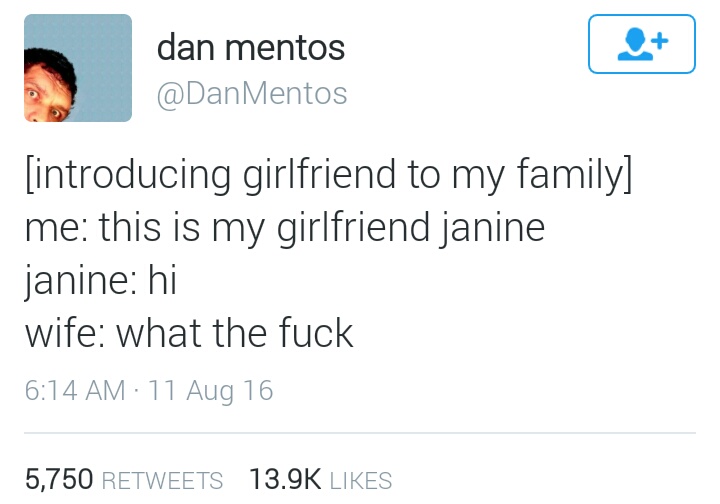 dan mentos
@DanMentos
[introducing girlfriend to my family]
me: this is my girlfriend janine
janine: hi
wife: what the fuck
6:14 AM · 11 Aug 16
5,750 RETWEETS 13.9K LIKES